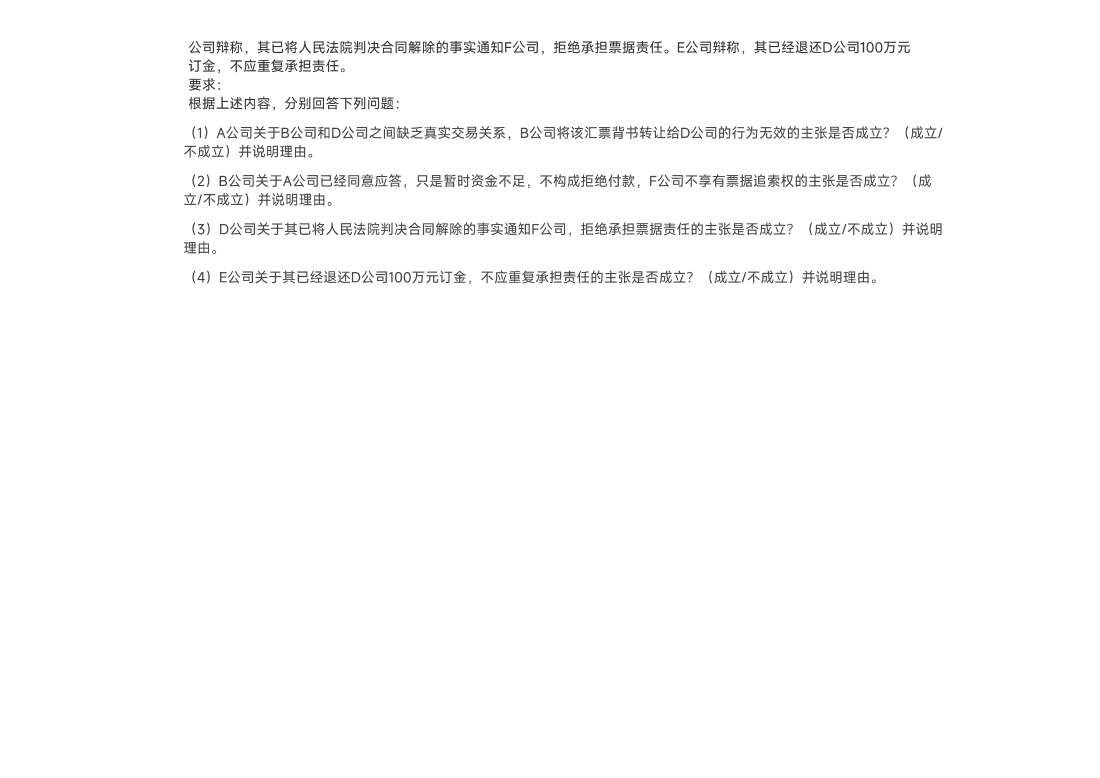 公司辩称，其已将人民法院判决合同解除的事实通知F公司，拒绝承担票据责任。E公司辩称，其已经退还D公司100万元
订金，不应重复承担责任。
要求：
根据上述内容，分别回答下列问题：
（1）A公司关于B公司和D公司之间缺乏真实交易关系，B公司将该汇票背书转让给D公司的行为无效的主张是否成立？（成立/
不成立）并说明理由。
（2）B公司关于A公司已经同意应答，只是暂时资金不足，不构成拒绝付款，F公司不享有票据追索权的主张是否成立？（成
立/不成立）并说明理由。
（3）D公司关于其已将人民法院判决合同解除的事实通知F公司，拒绝承担票据责任的主张是否成立？（成立/不成立）并说明
理由。
（4）E公司关于其已经退还D公司100万元订金，不应重复承担责任的主张是否成立？（成立/不成立）并说明理由。